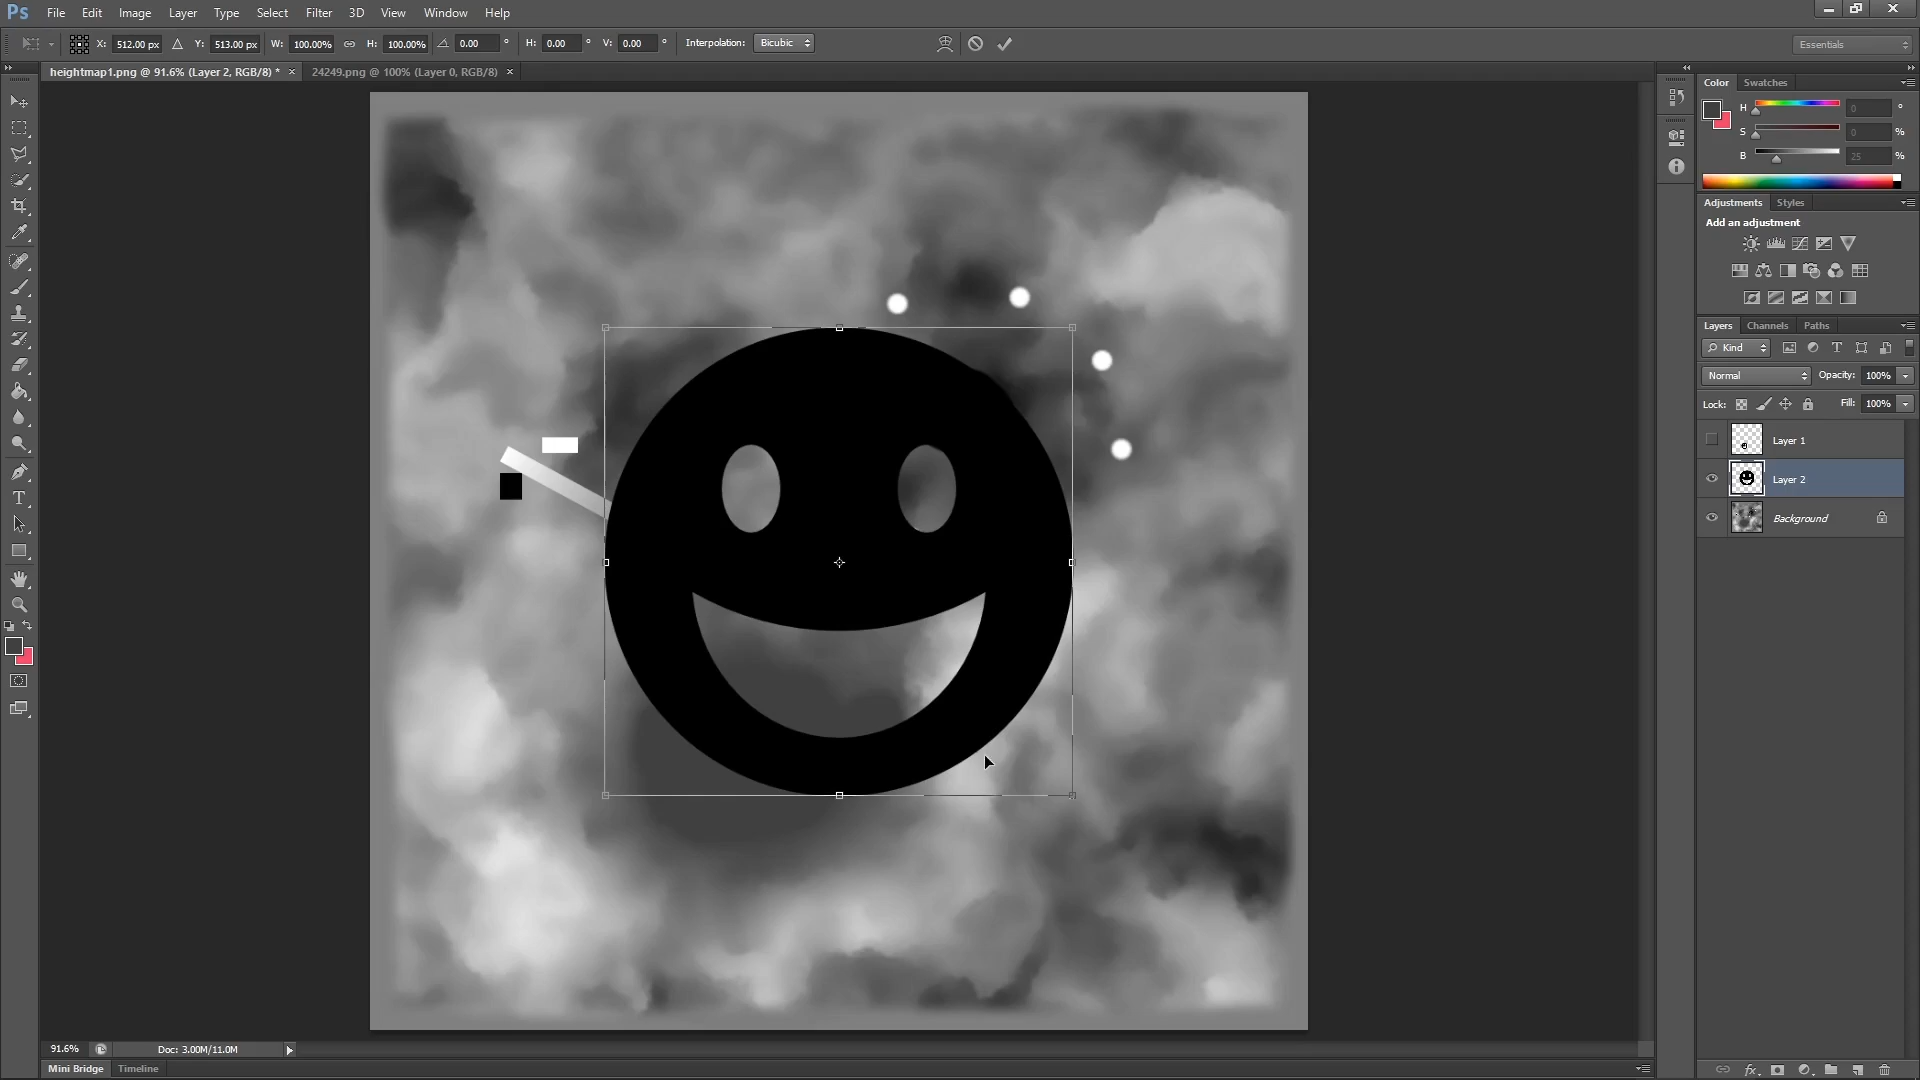 Ps File Edit Image Layer Type Select Filter 3D View Window Help
X: 512.00 px Y: 513.00 px W: 100.00% H: 100.00% 0.00 ° H: 0.00 ° V: 0.00 ° Interpolation: Bicubic Essentials
heightmap1.png @ 91.6% (Layer 2, RGB/8) * × 24249.png @ 100% (Layer 0, RGB/8) ×
Color Swatches
H 0 °
S 0 %
B 25 %
Adjustments Styles
Add an adjustment
Layers Channels Paths
Kind
Normal Opacity: 100%
Lock: Fill: 100%
Layer 1
Layer 2
Background
T
91.6% Doc: 3.00M/11.0M
fx
Mini Bridge Timeline